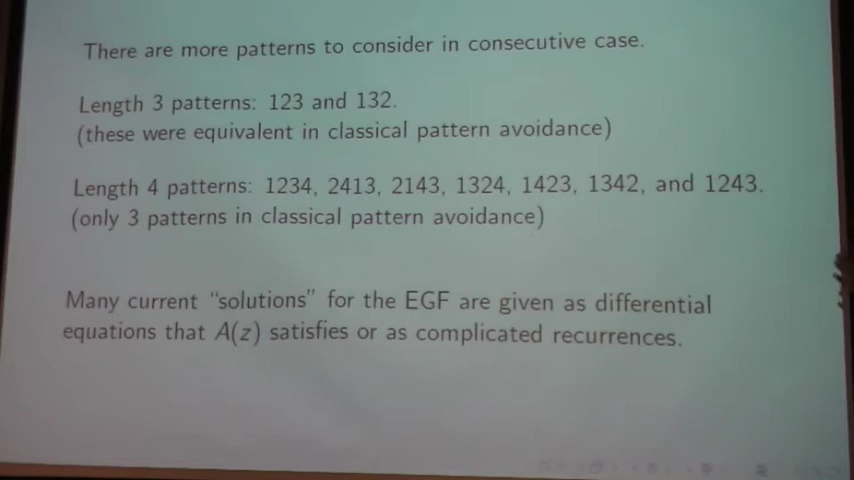 There are more patterns to consider in consecutive case.
Length 3 patterns: 123 and 132.
(these were equivalent in classical pattern avoidance)
Length 4 patterns: 1234, 2413, 2143, 1324, 1423, 1342, and 1243.
(only 3 patterns in classical pattern avoidance)
Many current “solutions” for the EGF are given as differential
equations that A(z) satisfies or as complicated recurrences.